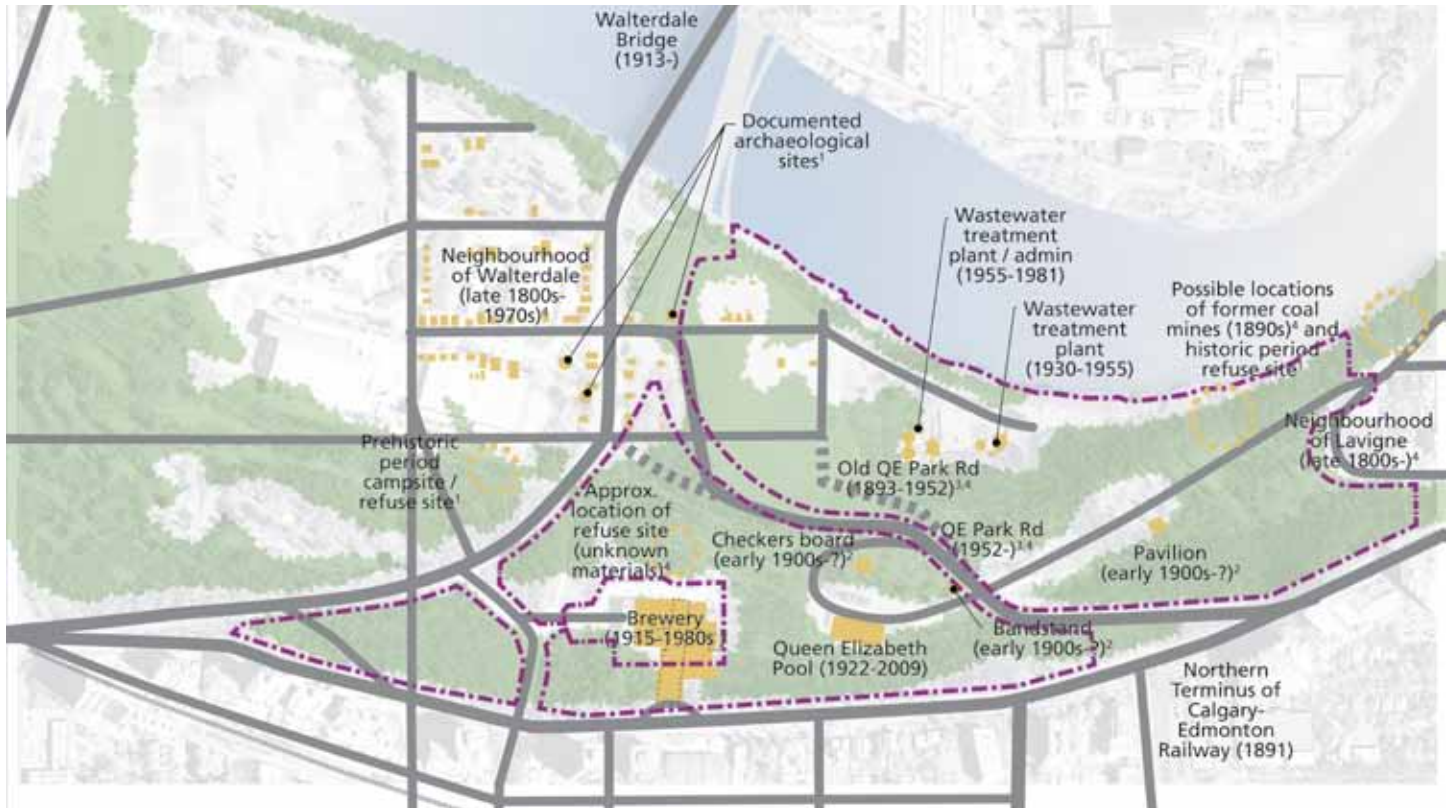 Walterdale
Bridge
(1913-)
Documented
archaeological
sites¹
Wastewater
treatment
plant / admin
(1955-1981)
Wastewater
treatment
plant
(1930-1955)
Possible locations
of former coal
mines (1890s)⁴ and
historic period
refuse site¹
Neighbourhood
of Walterdale
(late 1800s-
1970s)⁴
Neighbourhood
of Lavigne
(late 1800s-)⁴
Prehistoric
period
campsite /
refuse site¹
Old QE Park Rd
(1893-1952)³,⁴
Approx.
location of
refuse site
(unknown
materials)⁴
Checkers board
(early 1900s-?)²
QE Park Rd
(1952-)³,⁴
Pavilion
(early 1900s-?)²
Brewery
(1915-1980s
Queen Elizabeth
Pool (1922-2009)
Bandstand
(early 1900s-?)²
Northern
Terminus of
Calgary-
Edmonton
Railway (1891)